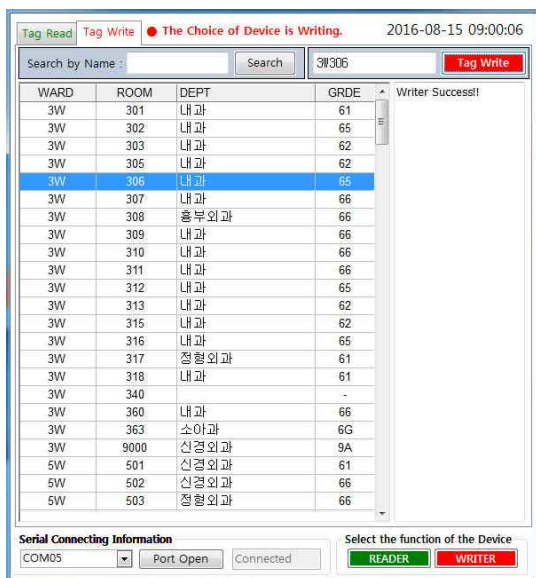 Tag Read Tag Write The Choice of Device is Writing. 2016-08-15 09:00:06
Search by Name : Search 3W306 Tag Write
WARD ROOM DEPT GRDE Writer Success!!
3W 301 내과 61
3W 302 내과 65
3W 303 내과 62
3W 305 내과 62
3W 306 내과 65
3W 307 내과 66
3W 308 흉부외과 66
3W 309 내과 66
3W 310 내과 66
3W 311 내과 66
3W 312 내과 65
3W 313 내과 62
3W 315 내과 62
3W 316 내과 65
3W 317 정형외과 61
3W 318 내과 61
3W 340 -
3W 360 내과 66
3W 363 소아과 6G
3W 9000 신경외과 9A
5W 501 신경외과 61
5W 502 신경외과 66
5W 503 정형외과 66
Serial Connecting Information Select the function of the Device
COM05 Port Open Connected READER WRITER